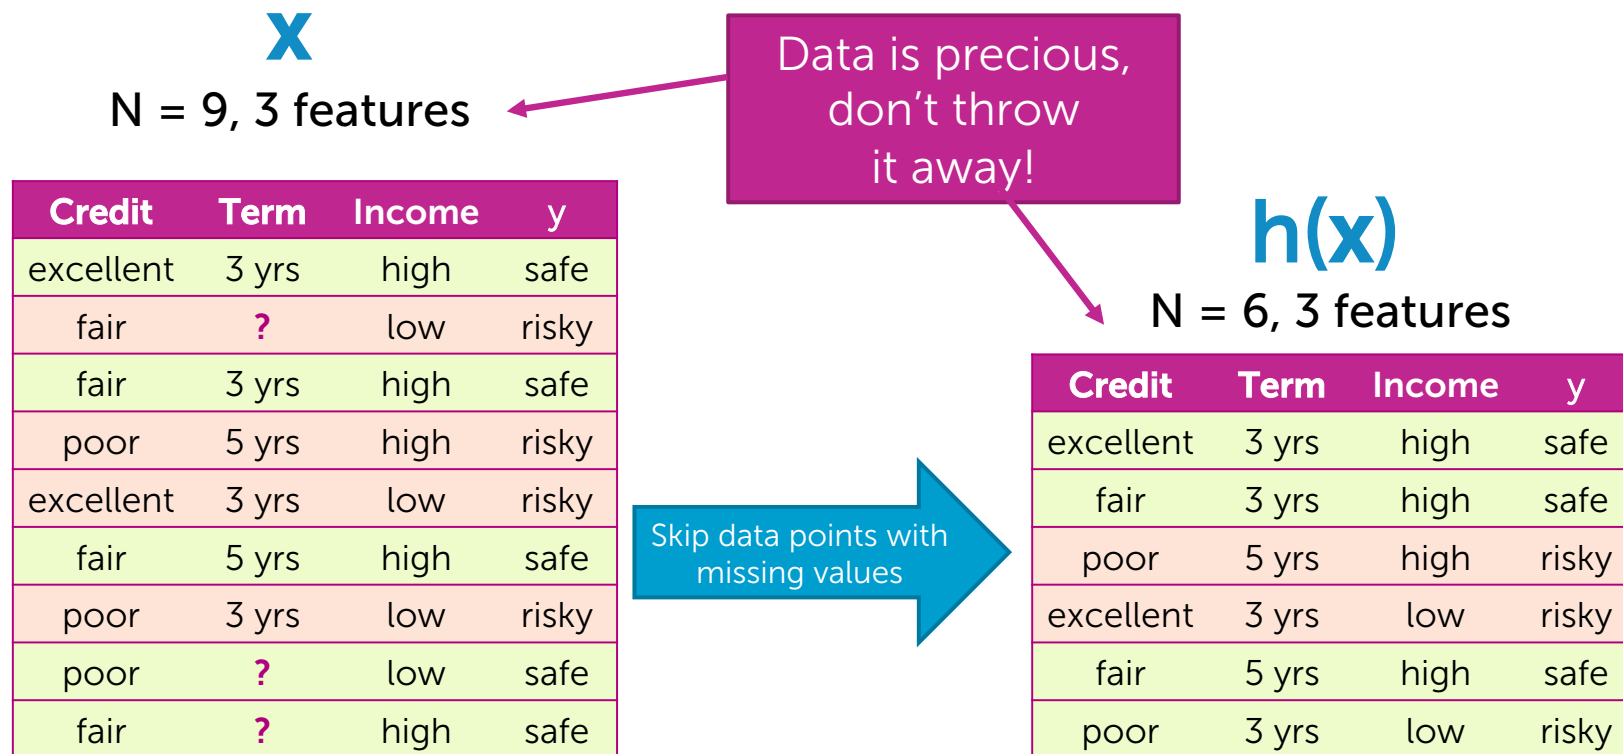 x
N = 9, 3 features
Data is precious,
don't throw
it away!
Credit Term Income y
excellent 3 yrs high safe
fair ? low risky
fair 3 yrs high safe
poor 5 yrs high risky
excellent 3 yrs low risky
fair 5 yrs high safe
poor 3 yrs low risky
poor ? low safe
fair ? high safe
Skip data points with
missing values
h(x)
N = 6, 3 features
Credit Term Income y
excellent 3 yrs high safe
fair 3 yrs high safe
poor 5 yrs high risky
excellent 3 yrs low risky
fair 5 yrs high safe
poor 3 yrs low risky